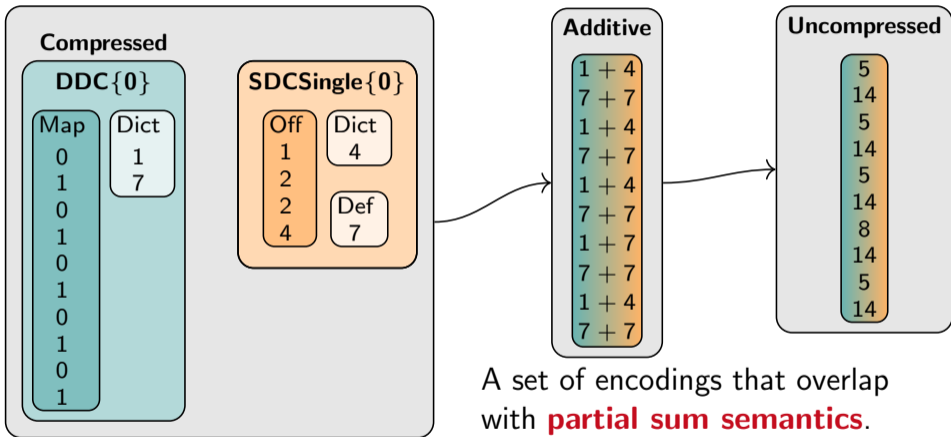 Compressed
DDC{0}
Map
0
1
0
1
0
1
0
1
0
1
Dict
1
7
SDCSingle{0}
Off
1
2
2
4
Dict
4
Def
7
Additive
1 + 4
7 + 7
1 + 4
7 + 7
1 + 4
7 + 7
1 + 7
7 + 7
1 + 4
7 + 7
Uncompressed
5
14
5
14
5
14
8
14
5
14
A set of encodings that overlap
with partial sum semantics.